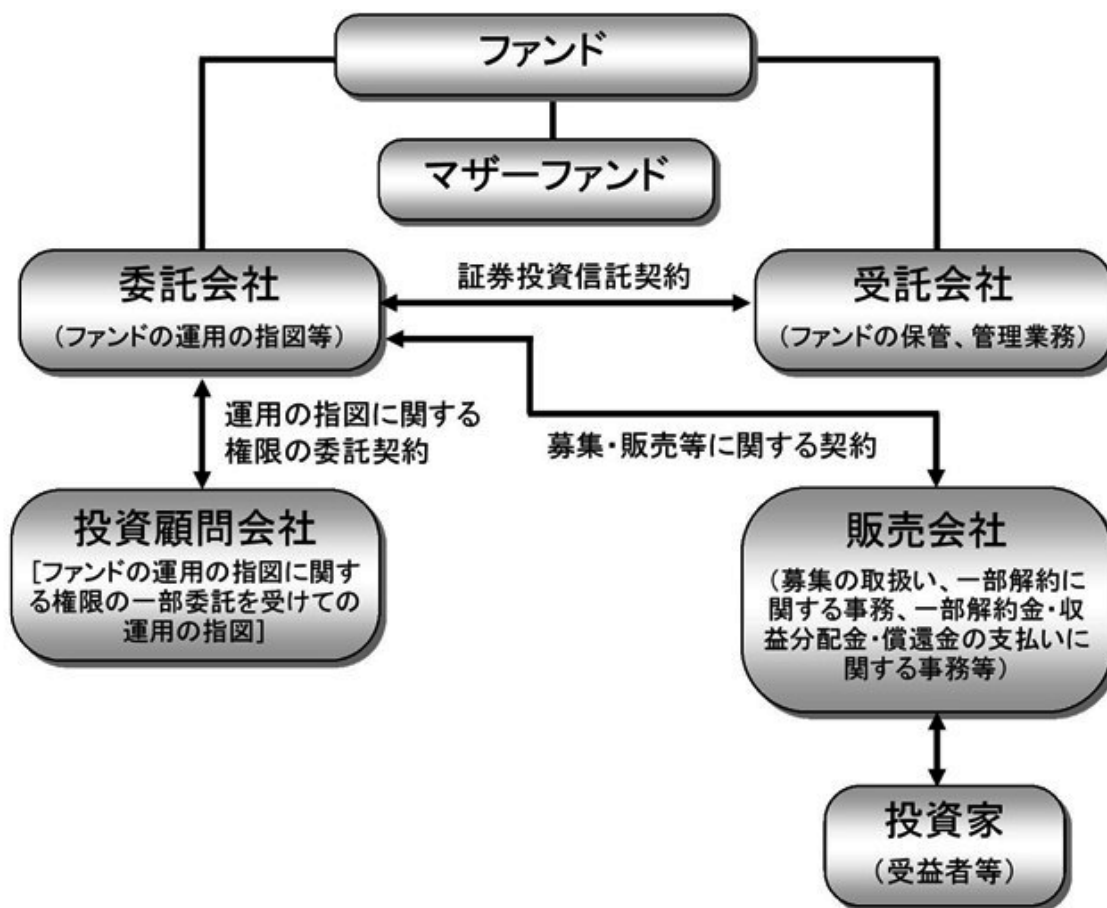 ファンド
マザーファンド
委託会社
（ファンドの運用の指図等）
証券投資信託契約
受託会社
（ファンドの保管、管理業務）
運用の指図に関する
権限の委託契約
募集・販売等に関する契約
投資顧問会社
［ファンドの運用の指図に関す
る権限の一部委託を受けての
運用の指図］
販売会社
（募集の取扱い、一部解約に
関する事務、一部解約金・収
益分配金・償還金の支払いに
関する事務等）
投資家
（受益者等）